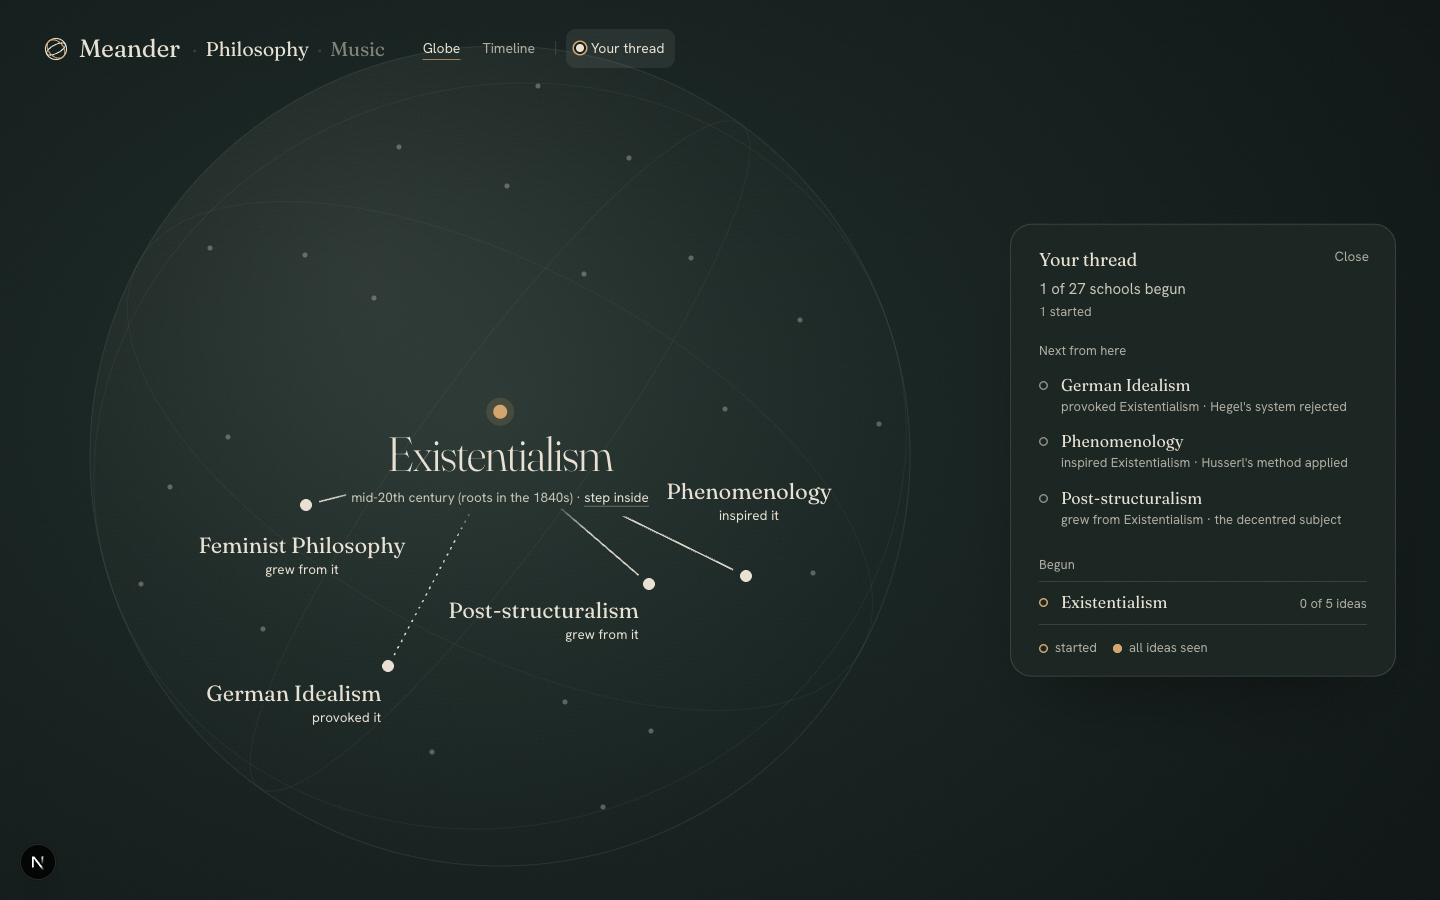 Meander · Philosophy · Music
Globe
Timeline
Your thread
Existentialism
mid-20th century (roots in the 1840s) · step inside
Phenomenology
inspired it
Feminist Philosophy
grew from it
Post-structuralism
grew from it
German Idealism
provoked it
Your thread
Close
1 of 27 schools begun
1 started
Next from here
German Idealism
provoked Existentialism · Hegel's system rejected
Phenomenology
inspired Existentialism · Husserl's method applied
Post-structuralism
grew from Existentialism · the decentred subject
Begun
Existentialism
0 of 5 ideas
started
all ideas seen
N